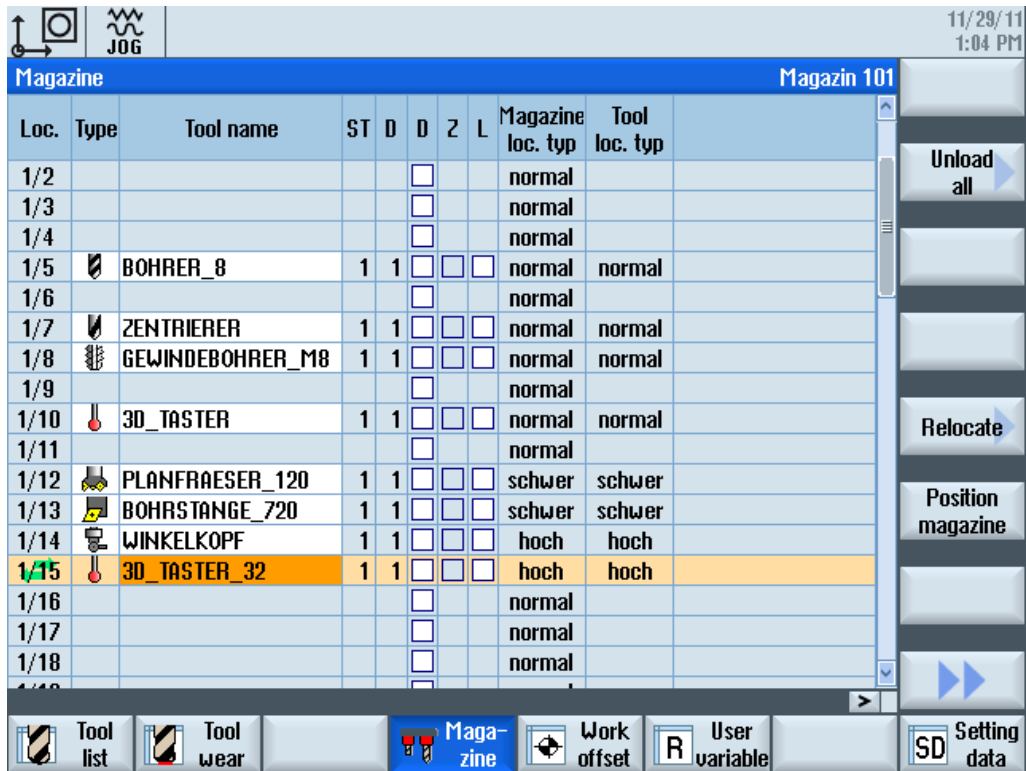 11/29/11
JOG 1:04 PM
Magazine Magazin 101
Loc. Type Tool name ST D D Z L Magazine loc. typ Tool loc. typ
1/2 normal
1/3 normal
1/4 normal
1/5 BOHRER_8 1 1 normal normal
1/6 normal
1/7 ZENTRIERER 1 1 normal normal
1/8 GEWINDEBOHRER_M8 1 1 normal normal
1/9 normal
1/10 3D_TASTER 1 1 normal normal
1/11 normal
1/12 PLANFRAESER_120 1 1 schwer schwer
1/13 BOHRSTANGE_720 1 1 schwer schwer
1/14 WINKELKOPF 1 1 hoch hoch
1/15 3D_TASTER_32 1 1 hoch hoch
1/16 normal
1/17 normal
1/18 normal
Unload
all
Relocate
Position
magazine
>
Tool
list
Tool
wear
Maga-
zine
Work
offset
R User
variable
SD Setting
data